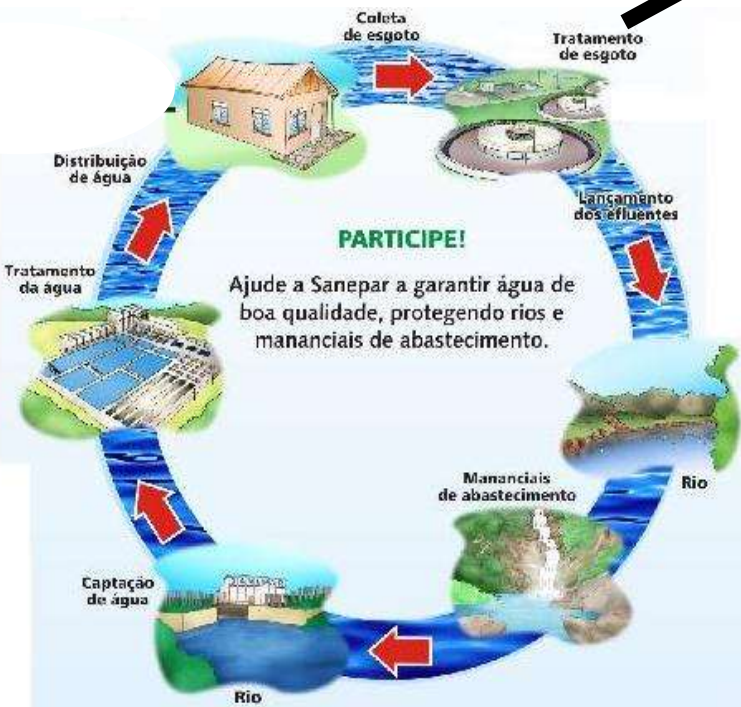 Coleta
de esgoto
Tratamento
de esgoto
Distribuição
de água
Lançamento
dos efluentes
PARTICIPE!
Tratamento
da água
Ajude a Sanepar a garantir água de
boa qualidade, protegendo rios e
mananciais de abastecimento.
Mananciais
de abastecimento
Rio
Captação
de água
Rio